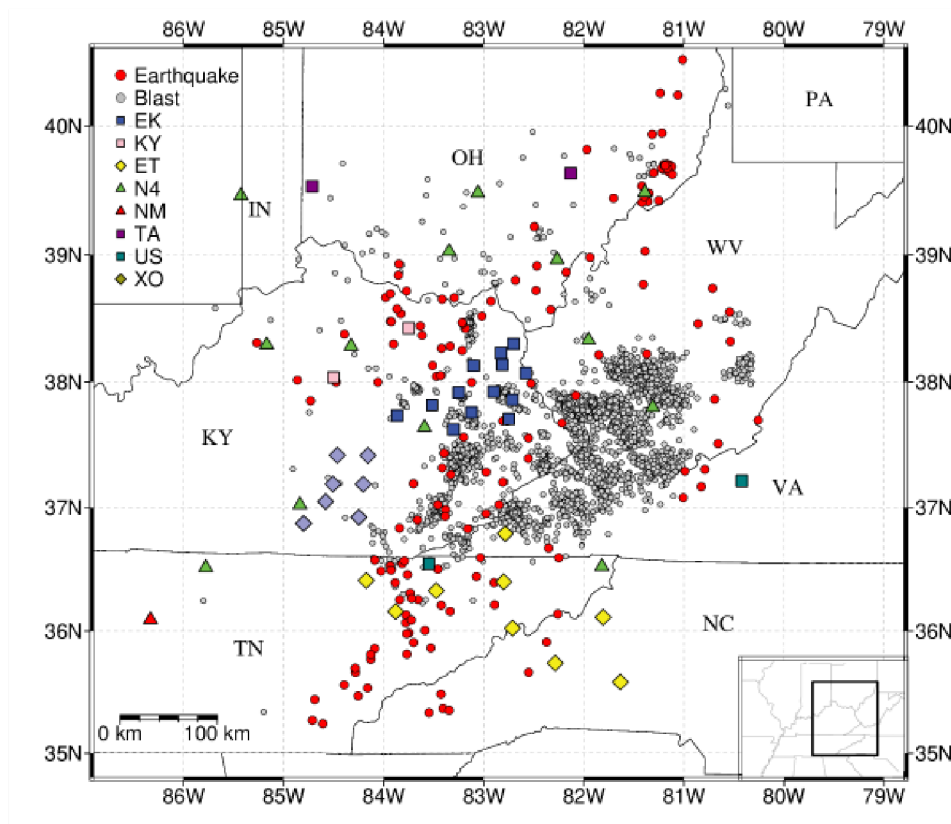 86W 85W 84W 83W 82W 81W 80W 79W
Earthquake
Blast
EK
KY
ET
N4
NM
TA
US
XO
PA
40N 40N
OH
IN
39N 39N
WV
38N 38N
KY
VA
37N 37N
36N 36N
NC
TN
0 km 100 km
35N 35N
86W 85W 84W 83W 82W 81W 80W 79W